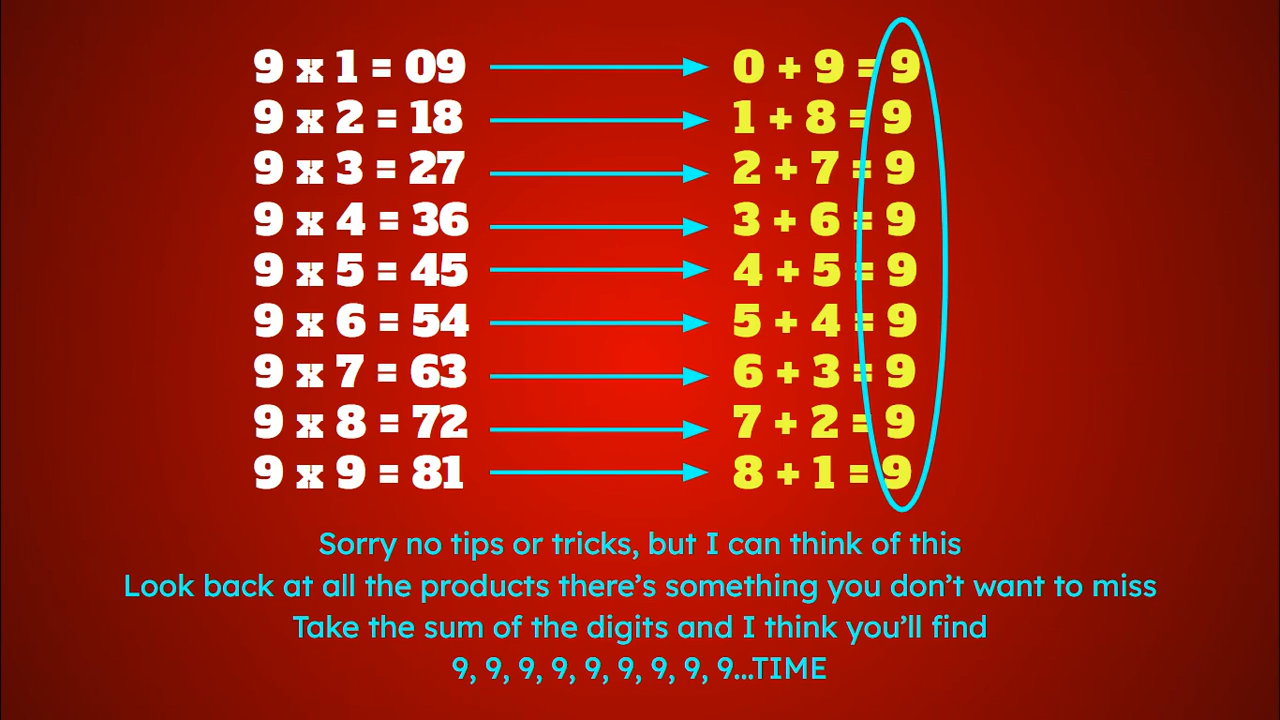 9 x 1 = 09 0 + 9 = 9
9 x 2 = 18 1 + 8 = 9
9 x 3 = 27 2 + 7 = 9
9 x 4 = 36 3 + 6 = 9
9 x 5 = 45 4 + 5 = 9
9 x 6 = 54 5 + 4 = 9
9 x 7 = 63 6 + 3 = 9
9 x 8 = 72 7 + 2 = 9
9 x 9 = 81 8 + 1 = 9
Sorry no tips or tricks, but I can think of this
Look back at all the products there's something you don't want to miss
Take the sum of the digits and I think you'll find
9, 9, 9, 9, 9, 9, 9, 9, 9...TIME